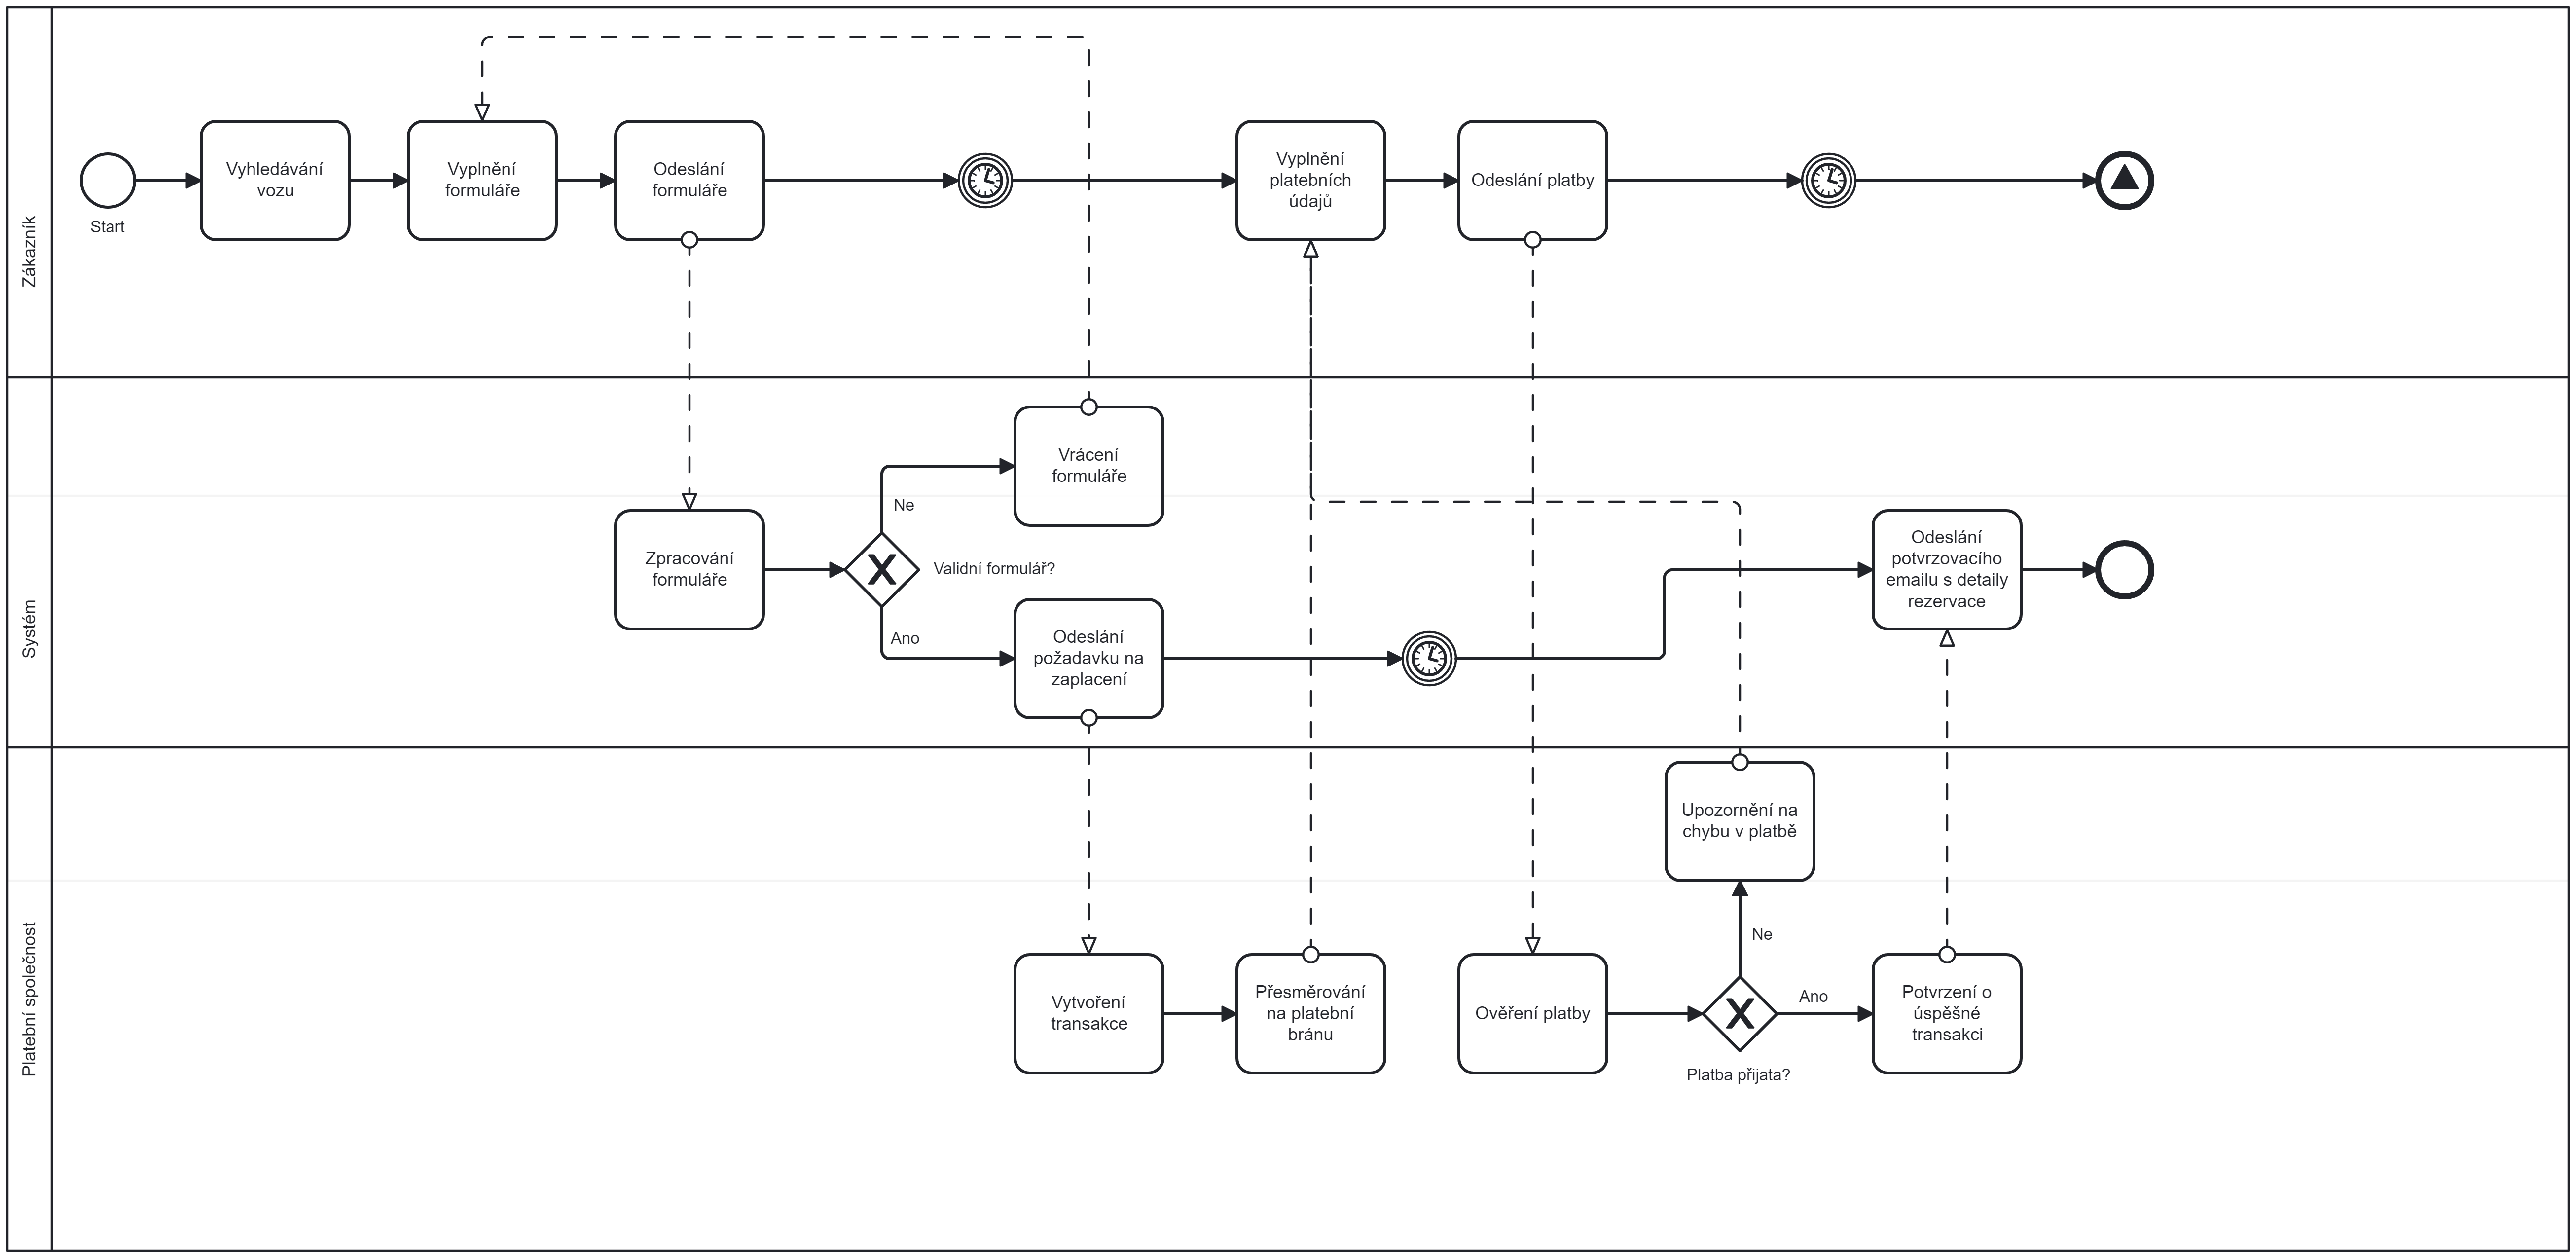 Zákazník
Start
Vyhledávání
vozu
Vyplnění
formuláře
Odeslání
formuláře
Vyplnění
platebních
údajů
Odeslání platby
Systém
Zpracování
formuláře
Ne
Validní formulář?
Ano
Vrácení
formuláře
Odeslání
požadavku na
zaplacení
Odeslání
potvrzovacího
emailu s detaily
rezervace
Platební společnost
Vytvoření
transakce
Přesměrování
na platební
bránu
Ověření platby
Upozornění na
chybu v platbě
Ne
Ano
Platba přijata?
Potvrzení o
úspěšné
transakci